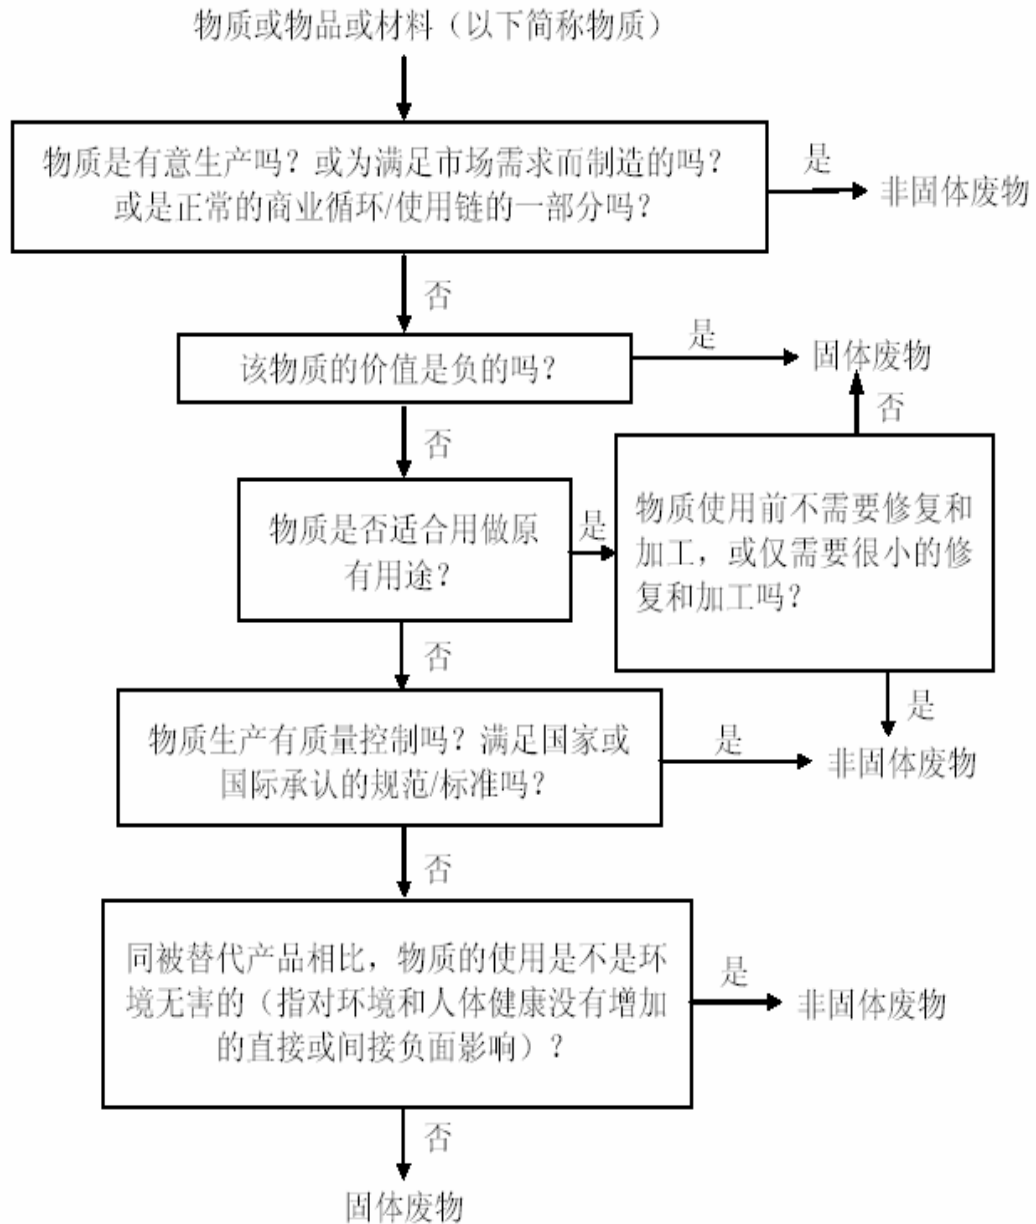 物质或物品或材料（以下简称物质）
物质是有意生产吗？或为满足市场需求而制造的吗？
或是正常的商业循环/使用链的一部分吗？
是
非固体废物
否
该物质的价值是负的吗？
是
固体废物
否
否
物质是否适合用做原
有用途？
是
物质使用前不需要修复和
加工，或仅需要很小的修
复和加工吗？
否
是
物质生产有质量控制吗？满足国家或
国际承认的规范/标准吗？
是
非固体废物
否
同被替代产品相比，物质的使用是不是环
境无害的（指对环境和人体健康没有增加
的直接或间接负面影响）？
是
非固体废物
否
固体废物